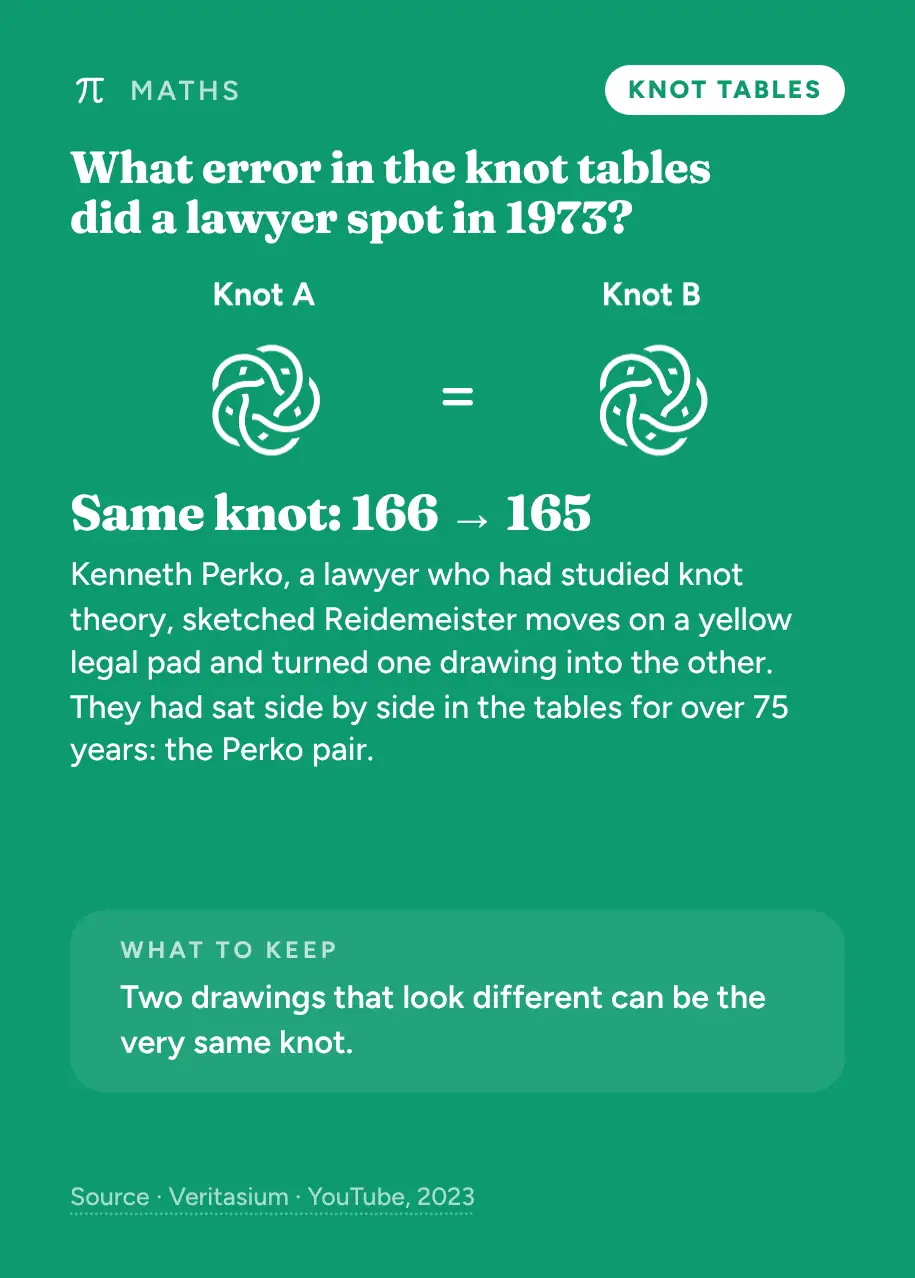 π MATHS
KNOT TABLES
What error in the knot tables
did a lawyer spot in 1973?
Knot A
Knot B
=
Same knot: 166 → 165
Kenneth Perko, a lawyer who had studied knot
theory, sketched Reidemeister moves on a yellow
legal pad and turned one drawing into the other.
They had sat side by side in the tables for over 75
years: the Perko pair.
WHAT TO KEEP
Two drawings that look different can be the
very same knot.
Source · Veritasium · YouTube, 2023